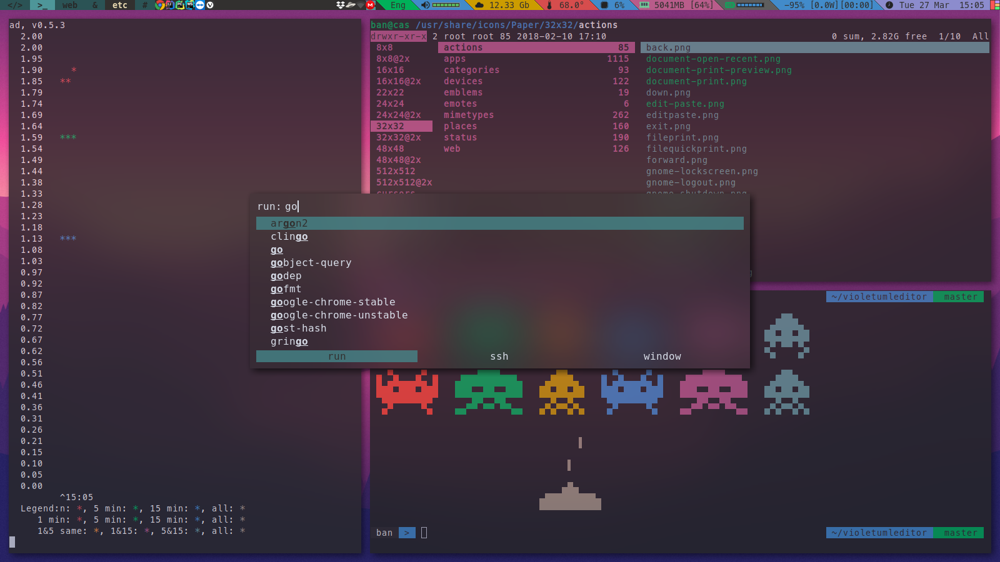 </> >_ web & etc # Eng 12.33 Gb 68.0° 6% 5041MB [64%] ~95% [0.0W][00:00] Tue 27 Mar 15:05
ad, v0.5.3
2.00
2.00
1.95
1.90 *
1.85 **
1.79
1.74
1.69
1.64
1.59 ***
1.54
1.49
1.44
1.38
1.33
1.28
1.23
1.18
1.13 ***
1.08
1.03
0.97
0.92
0.87
0.82
0.77
0.72
0.67
0.62
0.56
0.51
0.46
0.41
0.36
0.31
0.26
0.21
0.15
0.10
0.05
0.00
^15:05
Legend:n: *, 5 min: *, 15 min: *, all: *
1 min: *, 5 min: *, 15 min: *, all: *
1&5 same: *, 1&15: *, 5&15: *, all: *
ban@cas /usr/share/icons/Paper/32x32/actions
drwxr-xr-x 2 root root 85 2018-02-10 17:10 0 sum, 2.82G free 1/10 All
8x8 actions 85 back.png
8x8@2x apps 1115 document-open-recent.png
16x16 categories 93 document-print-preview.png
16x16@2x devices 122 document-print.png
22x22 emblems 19 down.png
24x24 emotes 6 edit-paste.png
24x24@2x mimetypes 262 editpaste.png
32x32 places 160 exit.png
32x32@2x status 190 fileprint.png
48x48 web 126 filequickprint.png
48x48@2x forward.png
512x512 gnome-lockscreen.png
512x512@2x gnome-logout.png
cursors gnome-shutdown.png
run: go
argon2
clingo
go
gobject-query
godep
gofmt
google-chrome-stable
google-chrome-unstable
gost-hash
gringo
run ssh window
~/violetumleditor master
ban > ~/violetumleditor master